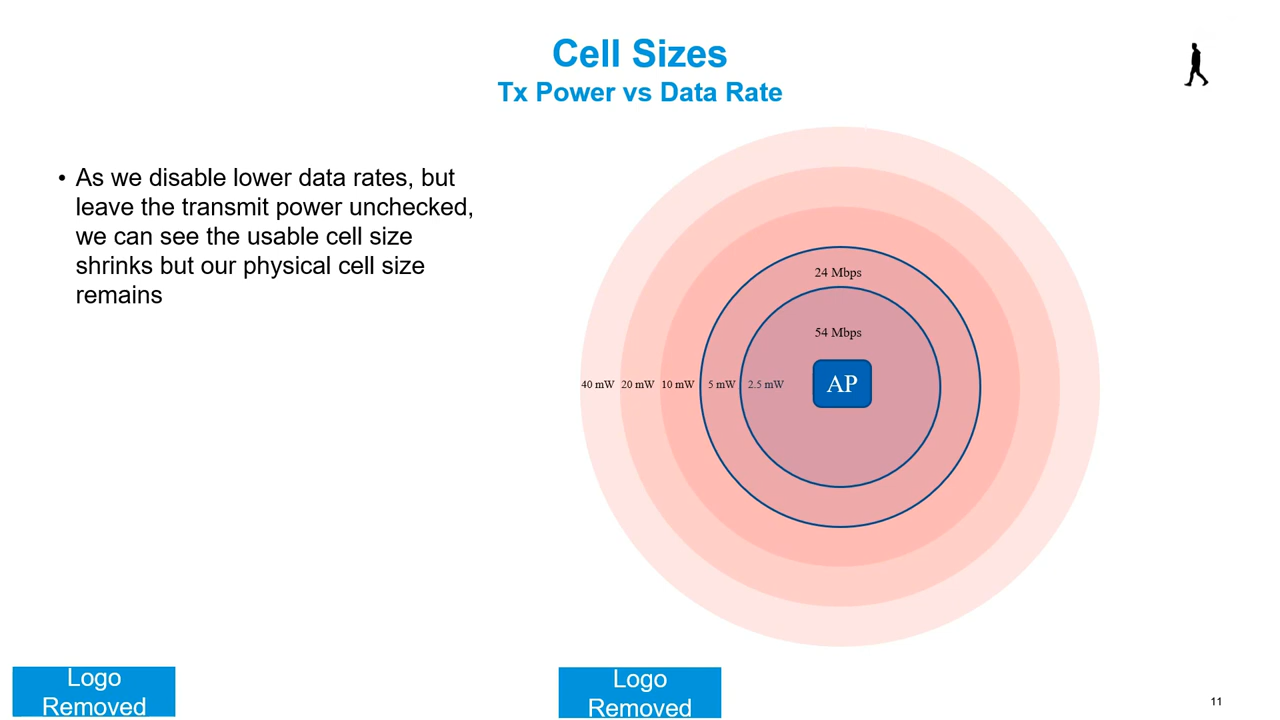 Cell Sizes
Tx Power vs Data Rate
• As we disable lower data rates, but
leave the transmit power unchecked,
we can see the usable cell size
shrinks but our physical cell size
remains
24 Mbps
54 Mbps
40 mW 20 mW 10 mW 5 mW 2.5 mW AP
Logo
Removed
Logo
Removed
11